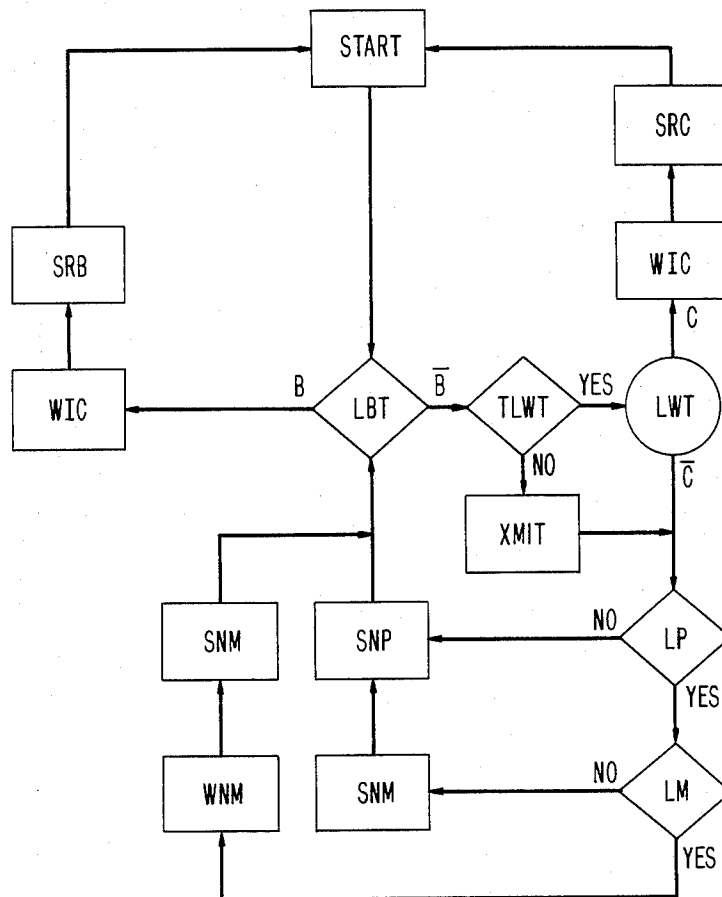 START
SRC
SRB
WIC
C
B
B̅
YES
WIC
LBT
TLWT
LWT
NO
C̅
XMIT
NO
SNM
SNP
LP
YES
NO
WNM
SNM
LM
YES